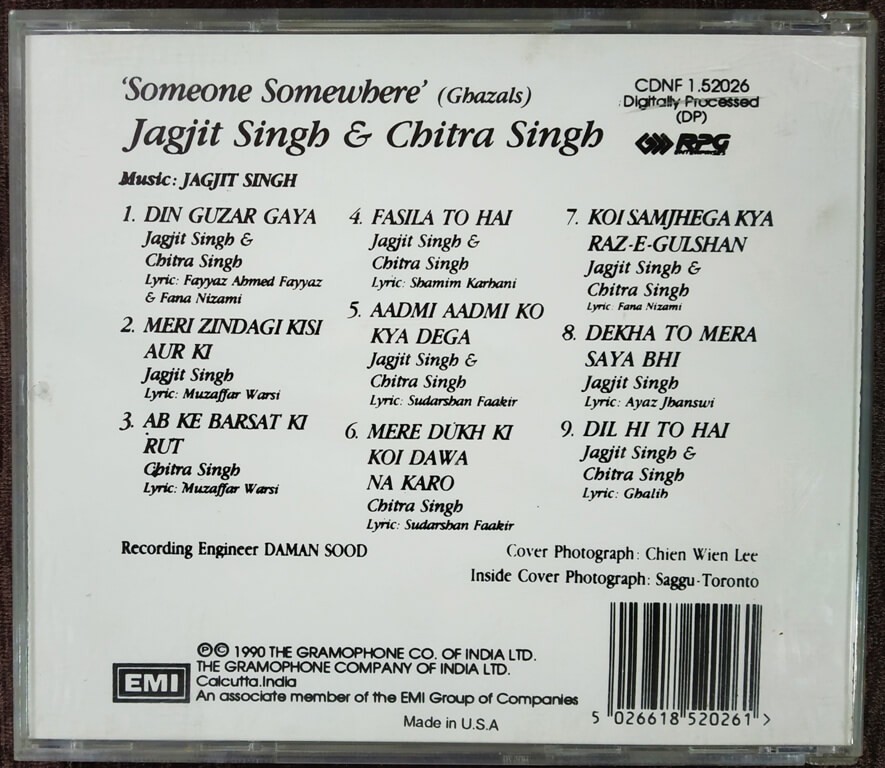 'Someone Somewhere' (Ghazals)
Jagjit Singh & Chitra Singh
CDNF 1.52026
Digitally Processed
(DP)
RPG
ENTERPRISES
Music: JAGJIT SINGH
1. DIN GUZAR GAYA
Jagjit Singh &
Chitra Singh
Lyric: Fayyaz Ahmed Fayyaz
& Fana Nizami
2. MERI ZINDAGI KISI
AUR KI
Jagjit Singh
Lyric: Muzaffar Warsi
3. AB KE BARSAT KI
RUT
Chitra Singh
Lyric: Muzaffar Warsi
4. FASILA TO HAI
Jagjit Singh &
Chitra Singh
Lyric: Shamim Karhani
5. AADMI AADMI KO
KYA DEGA
Jagjit Singh &
Chitra Singh
Lyric: Sudarshan Faakir
6. MERE DUKH KI
KOI DAWA
NA KARO
Chitra Singh
Lyric: Sudarshan Faakir
7. KOI SAMJHEGA KYA
RAZ-E-GULSHAN
Jagjit Singh &
Chitra Singh
Lyric: Fana Nizami
8. DEKHA TO MERA
SAYA BHI
Jagjit Singh
Lyric: Ayaz Jhanswi
9. DIL HI TO HAI
Jagjit Singh &
Chitra Singh
Lyric: Ghalib
Recording Engineer DAMAN SOOD
Cover Photograph: Chien Wien Lee
Inside Cover Photograph: Saggu-Toronto
EMI
℗© 1990 THE GRAMOPHONE CO. OF INDIA LTD.
THE GRAMOPHONE COMPANY OF INDIA LTD.
Calcutta.India
An associate member of the EMI Group of Companies
Made in U.S.A
5 026618 520261 >